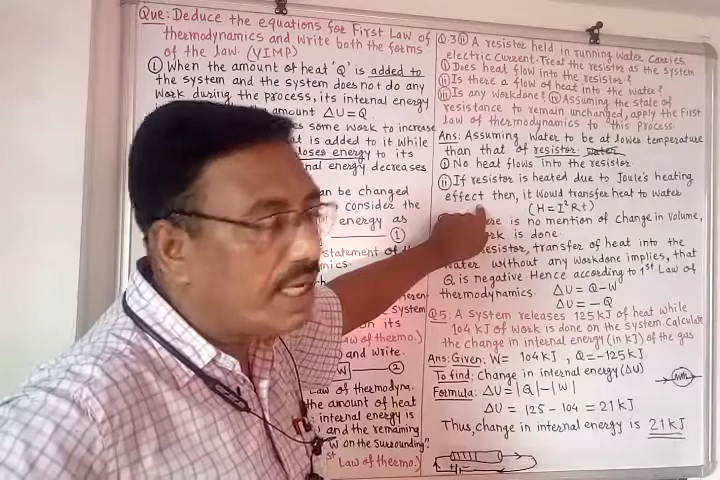 Que: Deduce the equations for First Law of
thermodynamics and write both the forms
of the law. (VIMP)
① When the amount of heat 'Q' is added to
the system and the system does not do any
work during the process, its internal energy
amount ΔU = Q
es some work to increase
at is added to it while
loses energy to its
energy decreases
an be changed
consider the
energy as
①
statement of
mics.
system
on its
aw of thermo.)
and write.
W ②
Law of thermodyna.
the amount of heat
internal energy is
and the remaining
W on the Surrounding"
st Law of thermo.)
Q.3 ⅱ) A resistor held in running water carries
electric current. Treat the resistor as the system
ⅰ Does heat flow into the resistor?
ⅱ Is there a flow of heat into the water?
ⅲ Is any workdone? ⅳ Assuming the state of
resistance to remain unchanged, apply the First
law of thermodynamics to this process.
Ans: Assuming water to be at lower temperature
than that of resistor.
ⅰ No heat flows into the resistor.
ⅱ If resistor is heated due to Joule's heating
effect then, it would transfer heat to water
(H = I²Rt)
ere is no mention of change in volume,
rk is done.
esistor, transfer of heat into the
water without any workdone implies, that
Q is negative. Hence according to 1st Law of
thermodynamics. ΔU = Q-W
ΔU = -Q
Q5: A system releases 125 kJ of heat while
104 kJ of work is done on the system. Calculate
the change in internal energy (in kJ) of the gas
Ans: Given: W= 104 kJ, Q=-125kJ.
To find: change in internal energy (ΔU)
Formula: ΔU = |Q|-|W|
ΔU = 125 - 104 = 21 kJ
Thus, change in internal energy is 21 kJ